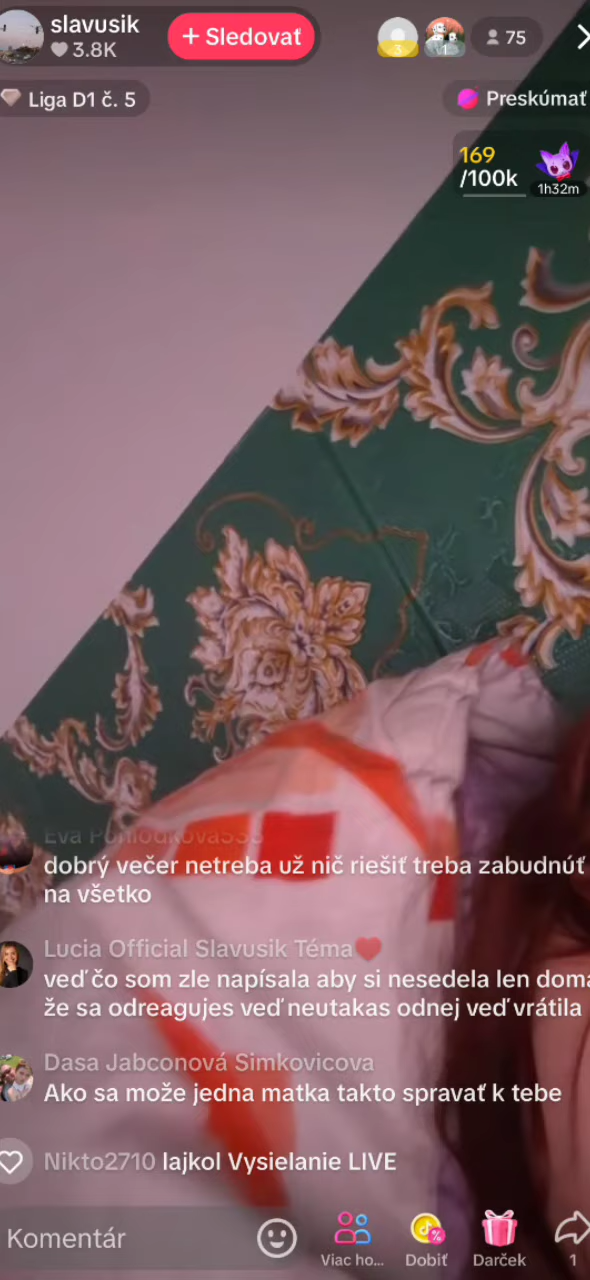 slavusik
3.8K
+ Sledovať
3
1
75
Liga D1 č. 5
Preskúmať
169
/100k
1h32m
dobrý večer netreba už nič riešiť treba zabudnúť
na všetko
Lucia Official Slavusik Téma
veď čo som zle napísala aby si nesedela len doma
že sa odreagujes veď neutakas odnej veď vrátila
Dasa Jabconová Simkovicova
Ako sa može jedna matka takto spravať k tebe
Nikto2710 lajkol Vysielanie LIVE
Komentár
Viac ho...
Dobiť
Darček
1